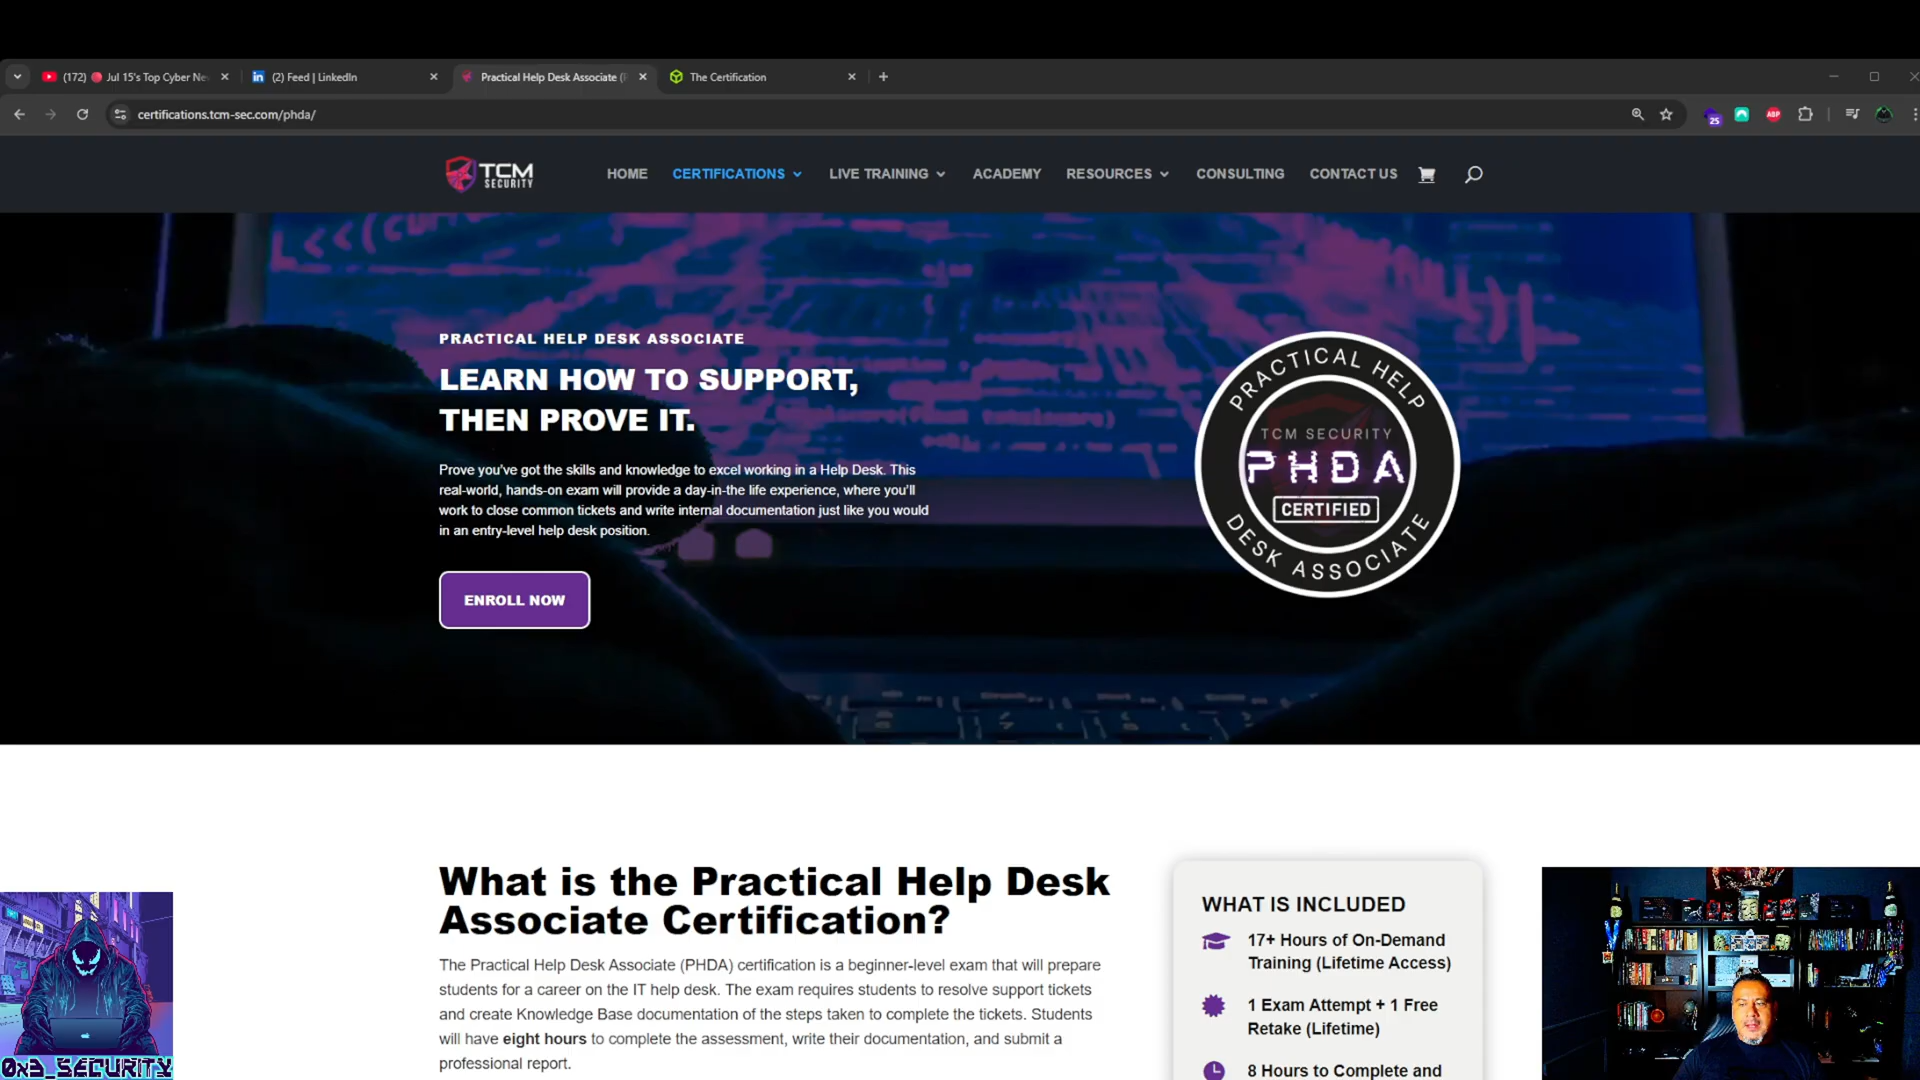 (172) Jul 15's Top Cyber Ne
(2) Feed | LinkedIn
Practical Help Desk Associate (P
The Certification
certifications.tcm-sec.com/phda/
25
ABP
TCM
SECURITY
HOME
CERTIFICATIONS
LIVE TRAINING
ACADEMY
RESOURCES
CONSULTING
CONTACT US
PRACTICAL HELP DESK ASSOCIATE
LEARN HOW TO SUPPORT,
THEN PROVE IT.
Prove you've got the skills and knowledge to excel working in a Help Desk. This
real-world, hands-on exam will provide a day-in-the life experience, where you'll
work to close common tickets and write internal documentation just like you would
in an entry-level help desk position.
ENROLL NOW
PRACTICAL HELP
TCM SECURITY
PHDA
CERTIFIED
DESK ASSOCIATE
What is the Practical Help Desk
Associate Certification?
The Practical Help Desk Associate (PHDA) certification is a beginner-level exam that will prepare
students for a career on the IT help desk. The exam requires students to resolve support tickets
and create Knowledge Base documentation of the steps taken to complete the tickets. Students
will have eight hours to complete the assessment, write their documentation, and submit a
professional report.
WHAT IS INCLUDED
17+ Hours of On-Demand
Training (Lifetime Access)
1 Exam Attempt + 1 Free
Retake (Lifetime)
8 Hours to Complete and
0x3_SECURITY